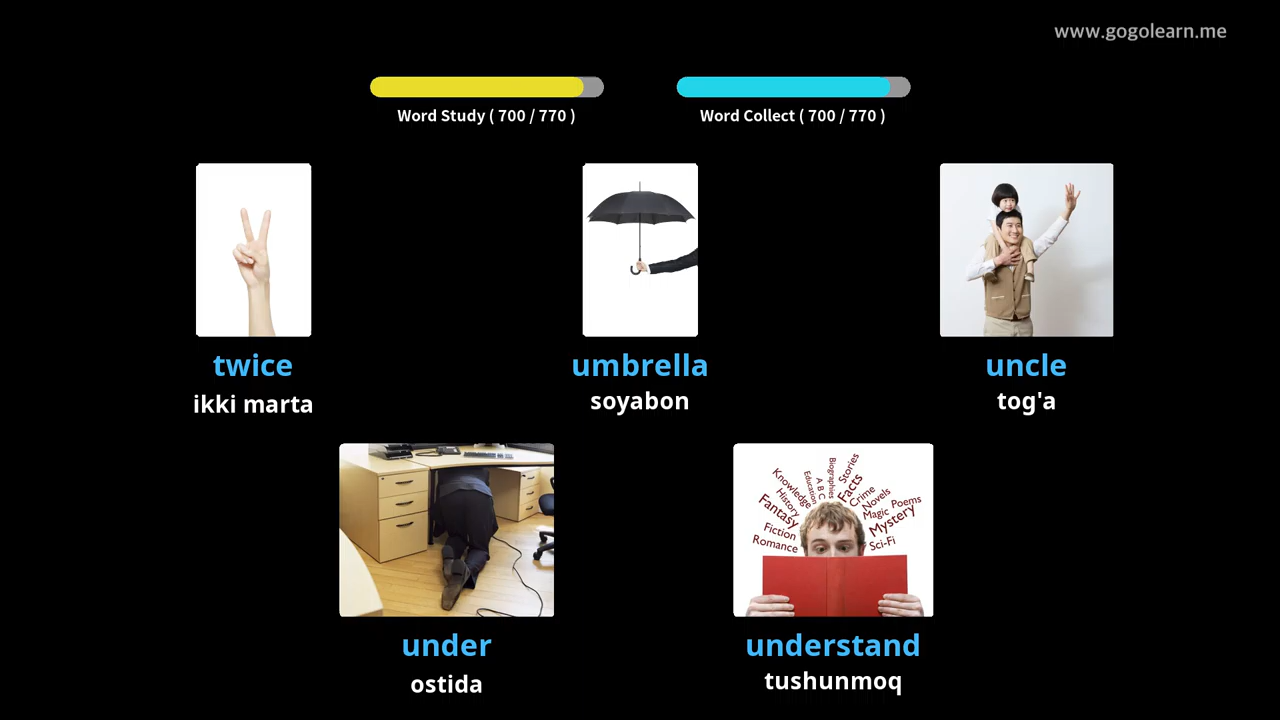 www.gogolearn.me
Word Study ( 700 / 770 )
Word Collect ( 700 / 770 )
twice
ikki marta
umbrella
soyabon
uncle
tog'a
Knowledge
History
Fantasy
Fiction
Romance
Education
A B C
Biographies
Stories
Facts
Crime
Novels
Magic
Poems
Mystery
Sci-Fi
under
ostida
understand
tushunmoq